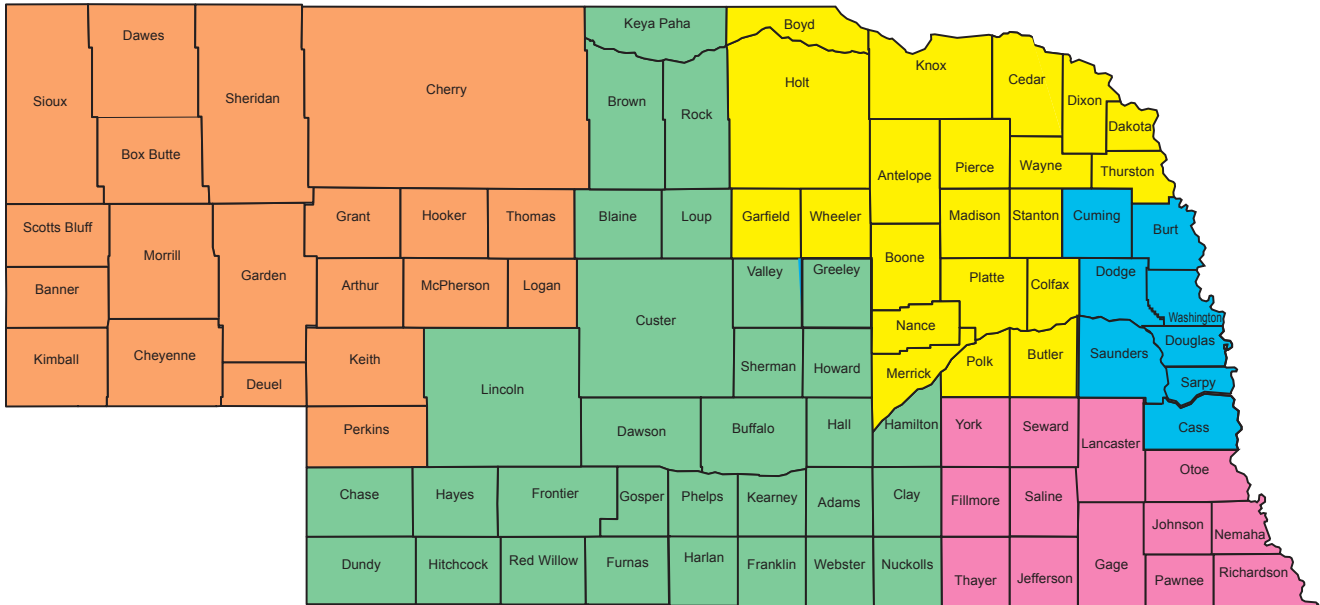 Keya Paha
Boyd
Dawes
Knox
Cedar
Sioux
Sheridan
Cherry
Holt
Brown
Rock
Dixon
Dakota
Box Butte
Antelope
Pierce
Wayne
Thurston
Scotts Bluff
Grant
Hooker
Thomas
Blaine
Loup
Garfield
Wheeler
Madison
Stanton
Cuming
Burt
Morrill
Garden
Banner
Arthur
McPherson
Logan
Valley
Greeley
Boone
Platte
Colfax
Dodge
Washington
Custer
Nance
Kimball
Cheyenne
Keith
Deuel
Lincoln
Sherman
Howard
Merrick
Polk
Butler
Saunders
Douglas
Sarpy
Perkins
Dawson
Buffalo
Hall
Hamilton
York
Seward
Lancaster
Cass
Otoe
Chase
Hayes
Frontier
Gosper
Phelps
Kearney
Adams
Clay
Fillmore
Saline
Johnson
Nemaha
Dundy
Hitchcock
Red Willow
Furnas
Harlan
Franklin
Webster
Nuckolls
Thayer
Jefferson
Gage
Pawnee
Richardson